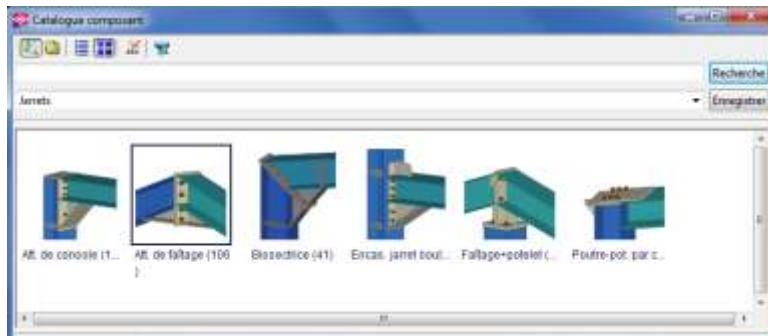 Catalogue composant
Recherche
Jarrets
Enregistrer
Att. de console (1...
Att. de faîtage (106
)
Bissectrice (41)
Encas. jarret boul...
Faîtage+potelet (...
Poutre-pot. par c...